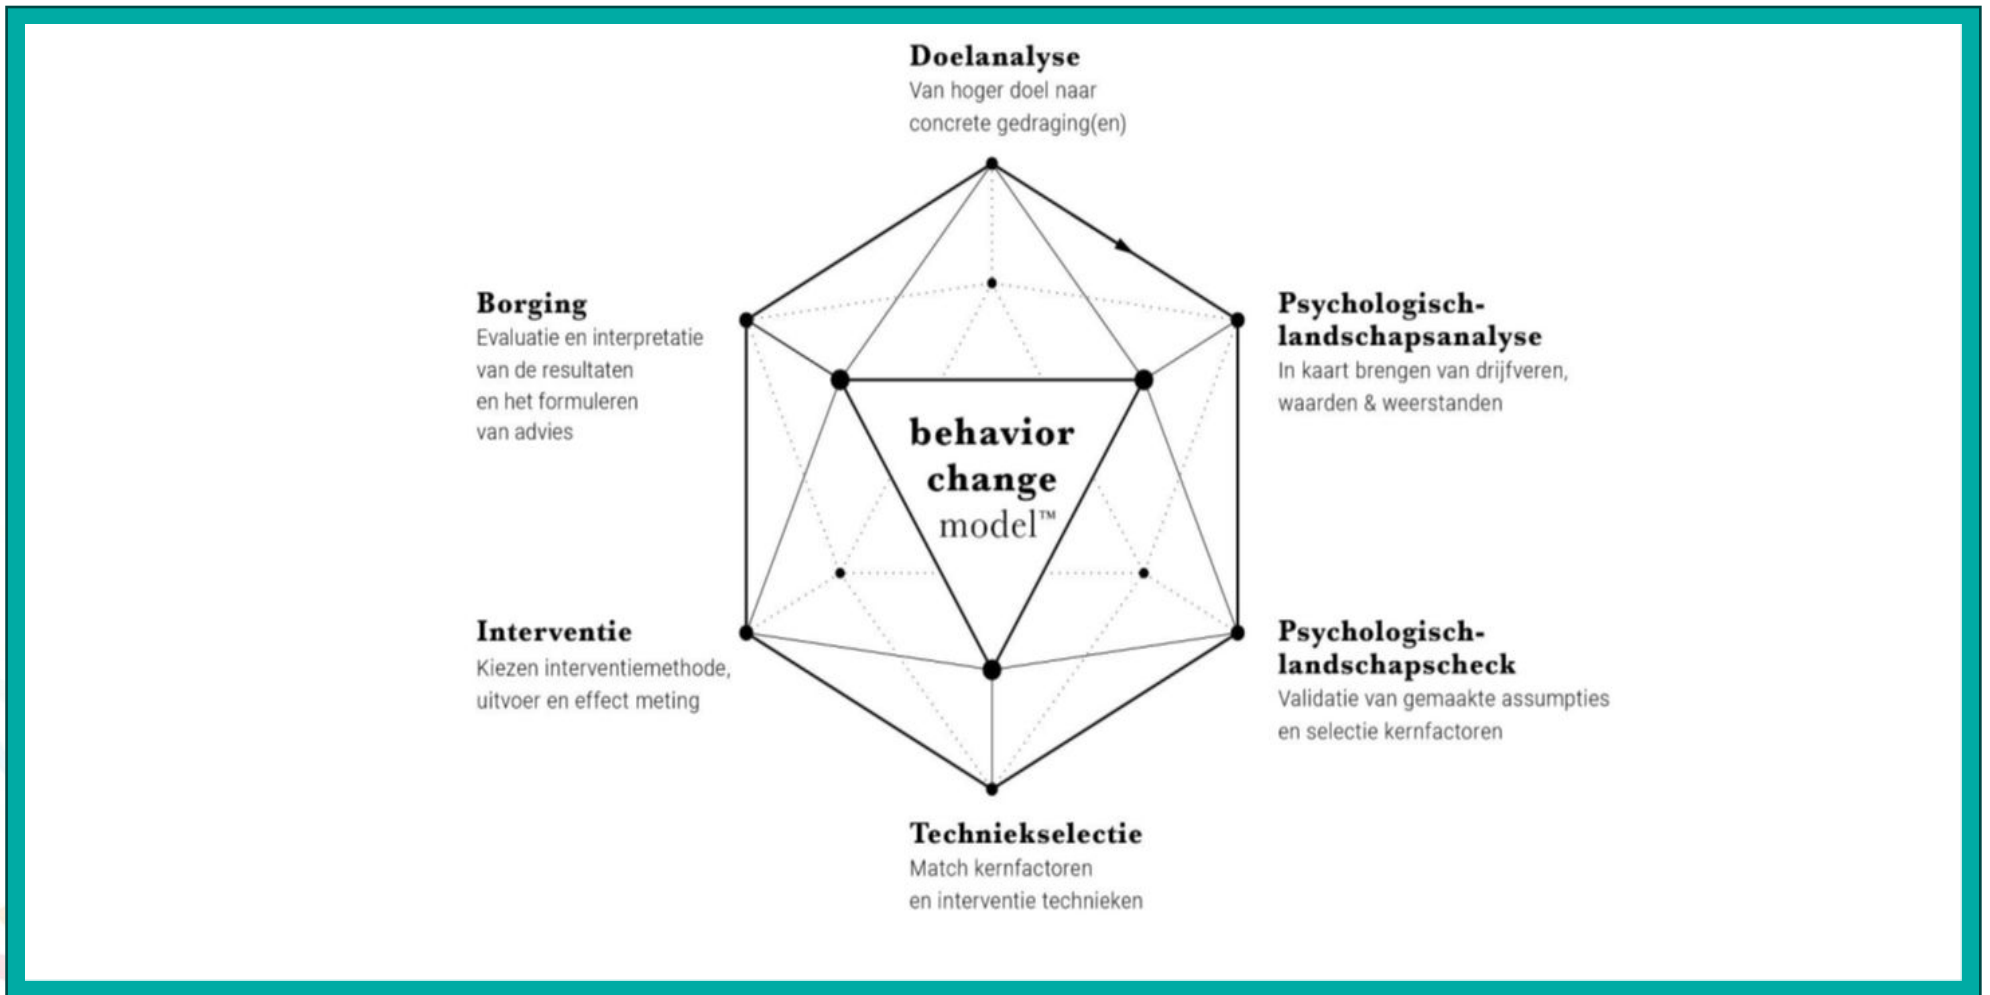 Doelanalyse
Van hoger doel naar
concrete gedraging(en)
Borging
Evaluatie en interpretatie
van de resultaten
en het formuleren
van advies
Psychologisch-
landschapsanalyse
In kaart brengen van drijfveren,
waarden & weerstanden
behavior
change
model™
Interventie
Kiezen interventiemethode,
uitvoer en effect meting
Psychologisch-
landschapscheck
Validatie van gemaakte assumpties
en selectie kernfactoren
Techniekselectie
Match kernfactoren
en interventie technieken